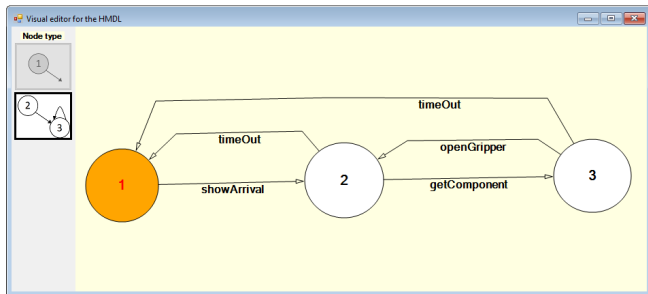 Visual editor for the HMDL
Node type
1
2
3
timeOut
timeOut
openGripper
1
showArrival
2
getComponent
3